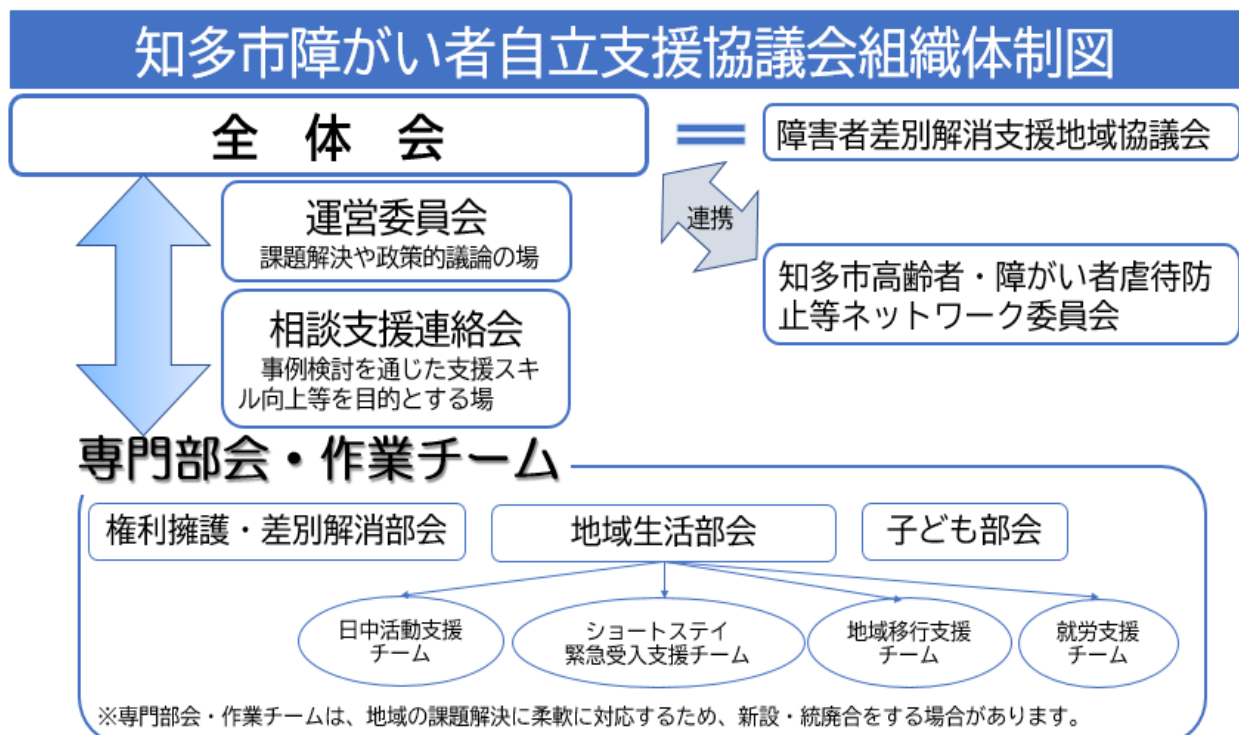 知多市障がい者自立支援協議会組織体制図
全 体 会
障害者差別解消支援地域協議会
連携
運営委員会
課題解決や政策的議論の場
知多市高齢者・障がい者虐待防
止等ネットワーク委員会
相談支援連絡会
事例検討を通じた支援スキ
ル向上等を目的とする場
専門部会・作業チーム
権利擁護・差別解消部会
地域生活部会
子ども部会
日中活動支援
チーム
ショートステイ
緊急受入支援チーム
地域移行支援
チーム
就労支援
チーム
※専門部会・作業チームは、地域の課題解決に柔軟に対応するため、新設・統廃合をする場合があります。